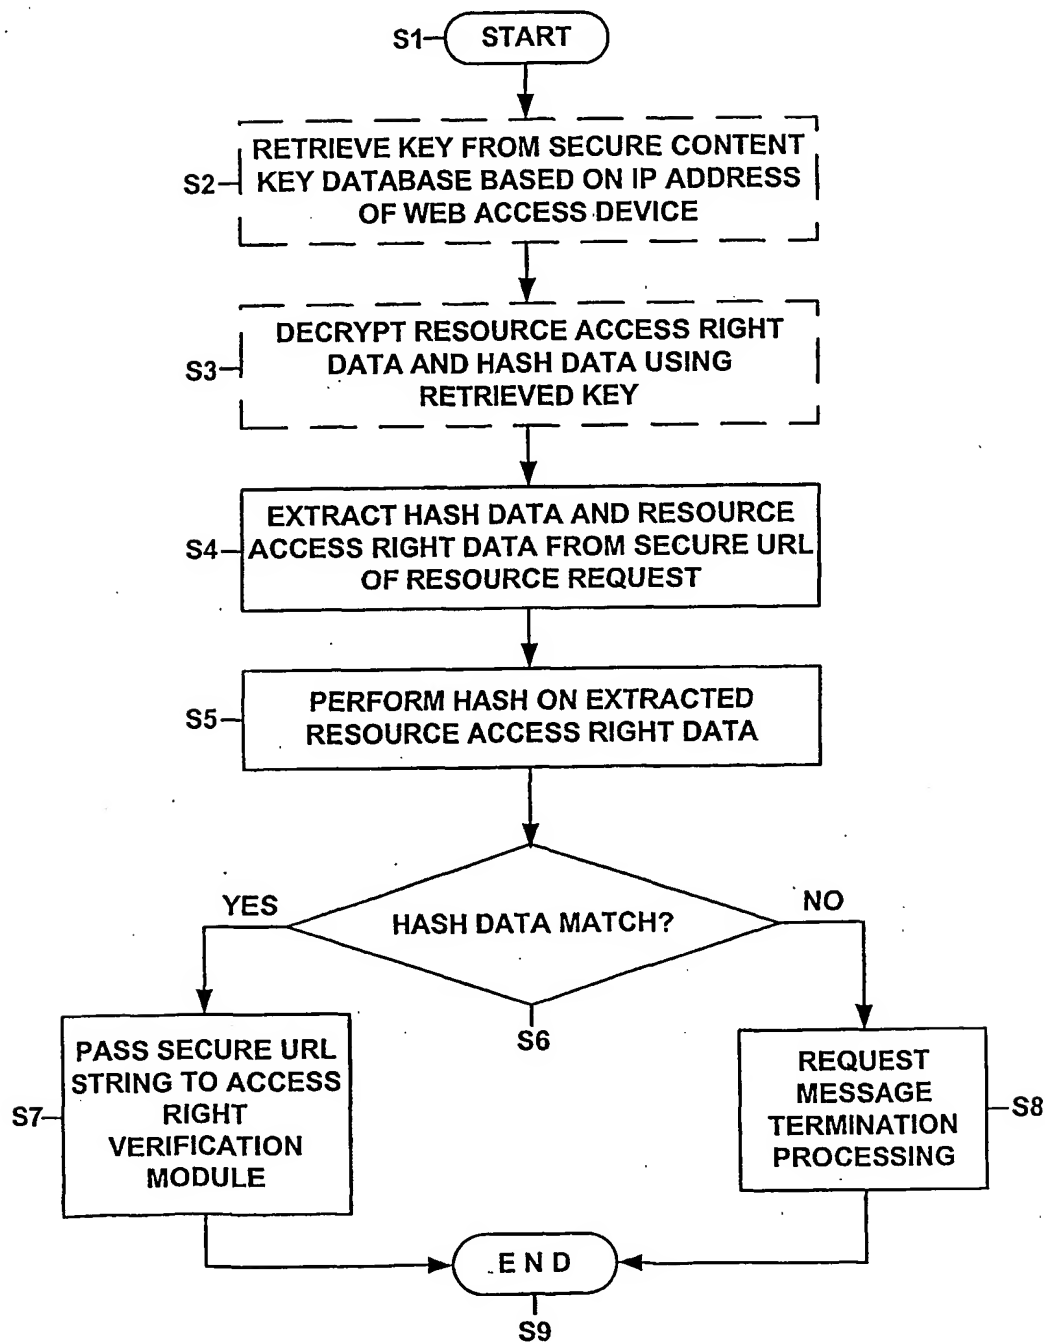 S1
START
RETRIEVE KEY FROM SECURE CONTENT
S2
KEY DATABASE BASED ON IP ADDRESS
OF WEB ACCESS DEVICE
DECRYPT RESOURCE ACCESS RIGHT
S3
DATA AND HASH DATA USING
RETRIEVED KEY
EXTRACT HASH DATA AND RESOURCE
S4
ACCESS RIGHT DATA FROM SECURE URL
OF RESOURCE REQUEST
S5
PERFORM HASH ON EXTRACTED
RESOURCE ACCESS RIGHT DATA
YES
HASH DATA MATCH?
NO
S6
S7
PASS SECURE URL
STRING TO ACCESS
RIGHT
VERIFICATION
MODULE
REQUEST
MESSAGE
TERMINATION
PROCESSING
S8
END
S9